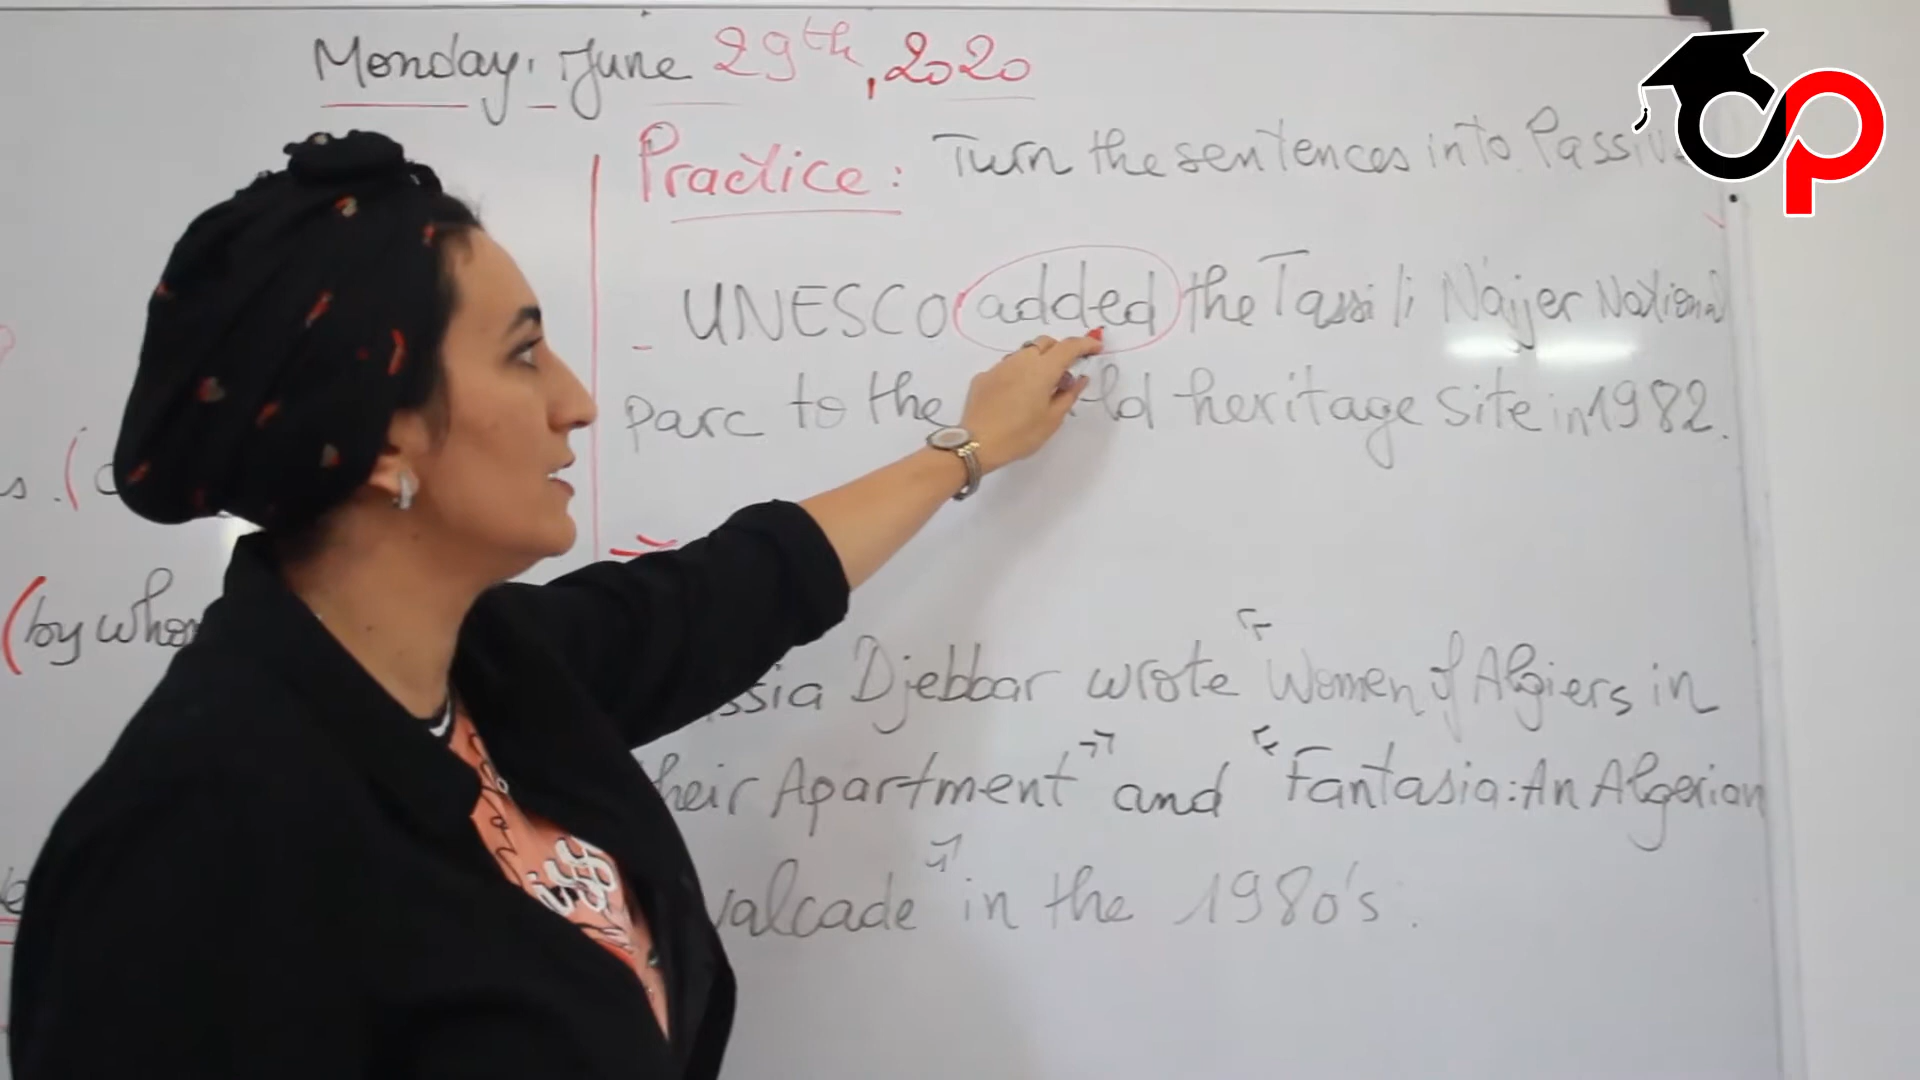 Monday, June 29th, 2020
Practice: Turn the sentences into Passive
- UNESCO added the Tassili Najjer National
parc to the heritage site in 1982.
(by whom
Djebbar wrote "Women of Algiers in
their Apartment" and "Fantasia: An Algerian
valcade" in the 1980's.